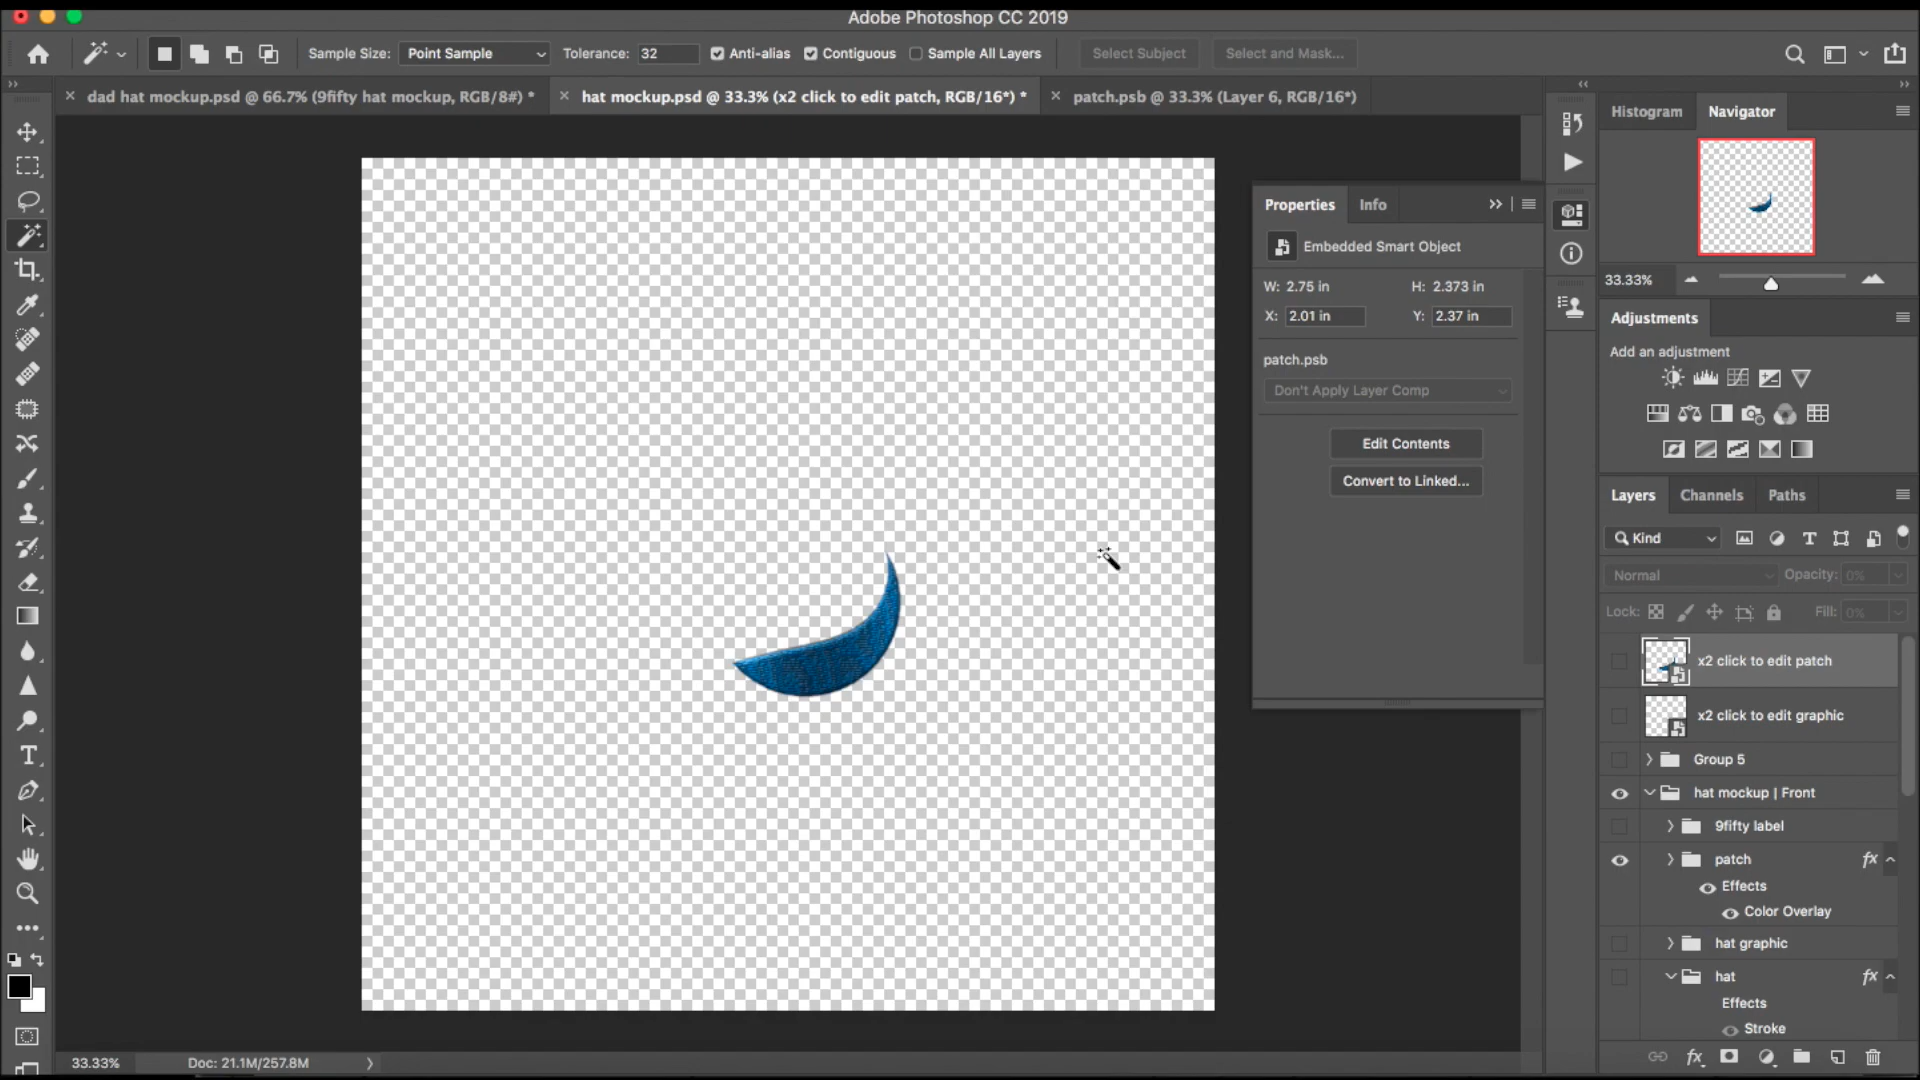 Adobe Photoshop CC 2019
Sample Size: Point Sample Tolerance: 32 Anti-alias Contiguous Sample All Layers Select Subject Select and Mask...
dad hat mockup.psd @ 66.7% (9fifty hat mockup, RGB/8#) * hat mockup.psd @ 33.3% (x2 click to edit patch, RGB/16*) * patch.psb @ 33.3% (Layer 6, RGB/16*)
Histogram Navigator
Properties Info
Embedded Smart Object
W: 2.75 in H: 2.373 in
X: 2.01 in Y: 2.37 in
patch.psb
Don't Apply Layer Comp
Edit Contents
Convert to Linked...
33.33%
Adjustments
Add an adjustment
Layers Channels Paths
Kind
Normal Opacity: 0%
Lock: Fill: 0%
x2 click to edit patch
x2 click to edit graphic
Group 5
hat mockup | Front
9fifty label
patch fx
Effects
Color Overlay
hat graphic
hat fx
Effects
Stroke
fx
33.33% Doc: 21.1M/257.8M